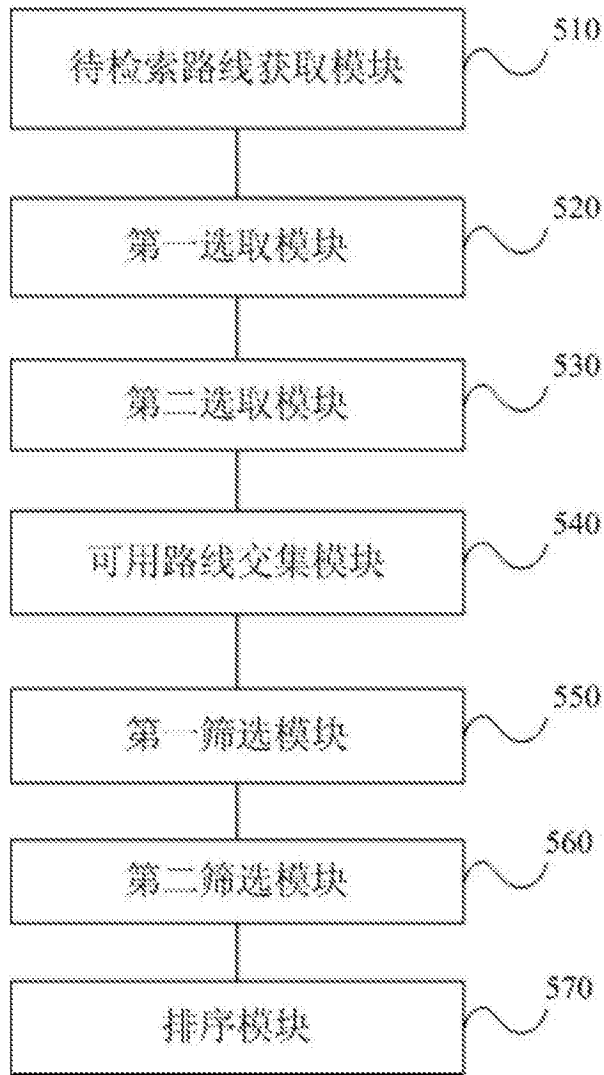 510
待检索路线获取模块
520
第一选取模块
530
第二选取模块
540
可用路线交集模块
550
第一筛选模块
560
第二筛选模块
570
排序模块